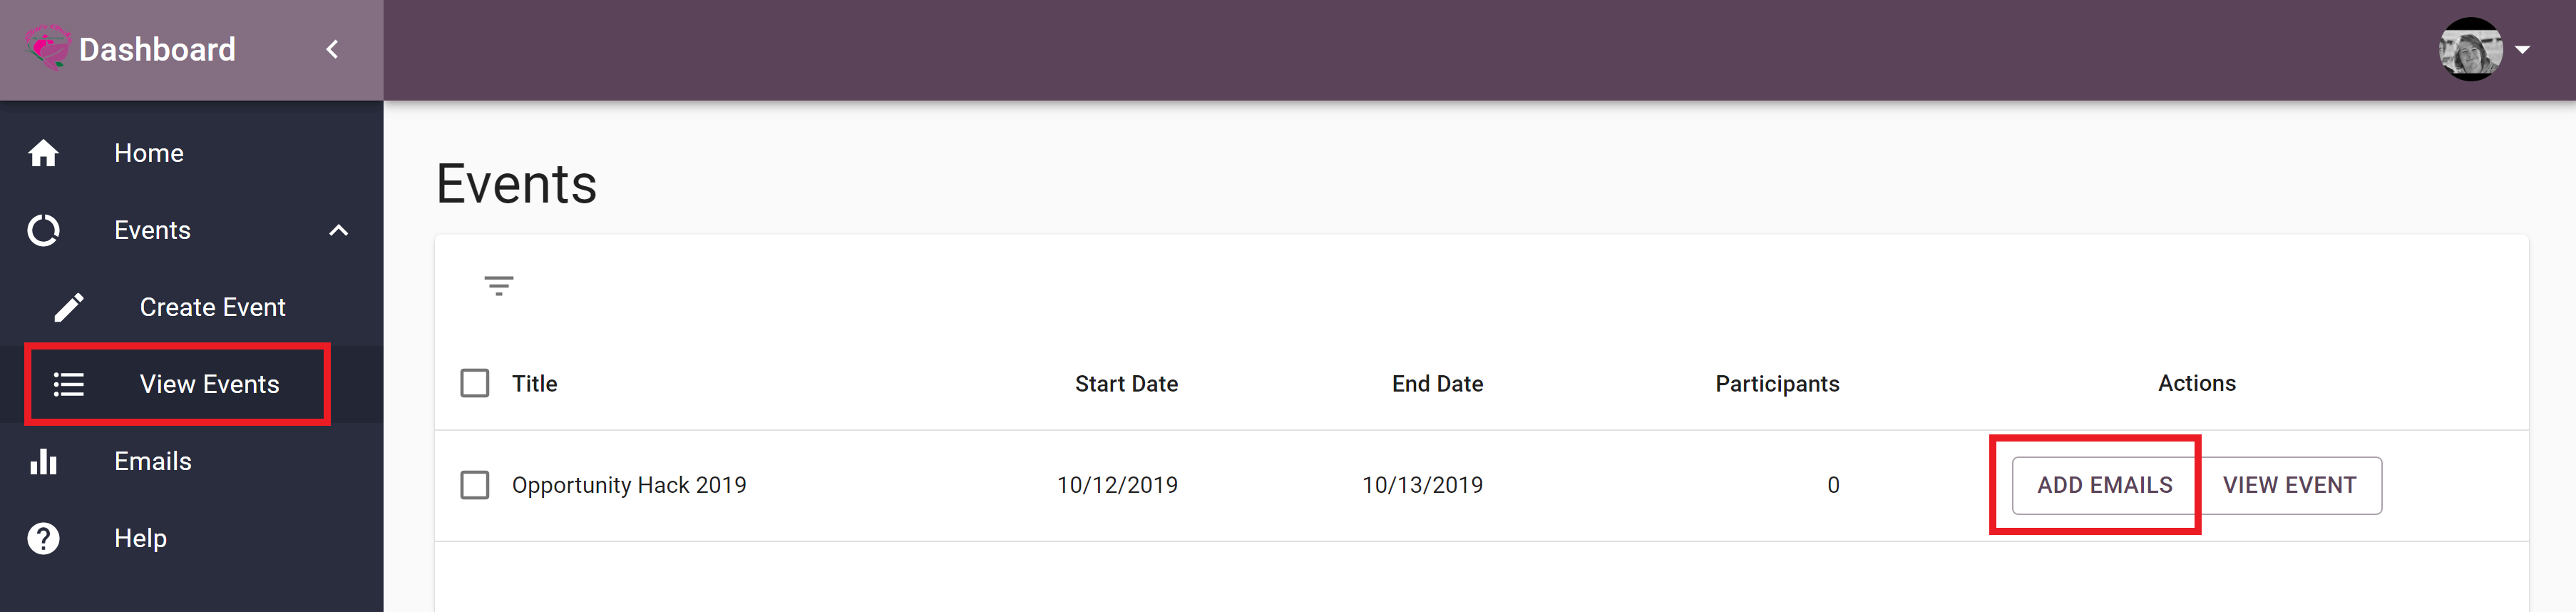 Dashboard
Home
Events
Create Event
View Events
Emails
Help
Events
Title Start Date End Date Participants Actions
Opportunity Hack 2019 10/12/2019 10/13/2019 0 ADD EMAILS VIEW EVENT